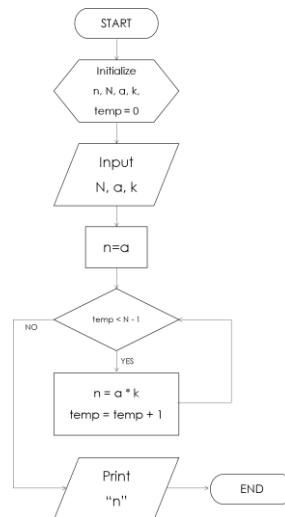 START
Initialize
n, N, a, k,
temp = 0
Input
N, a, k
n=a
temp < N - 1
NO
YES
n = a * k
temp = temp + 1
Print
“n”
END